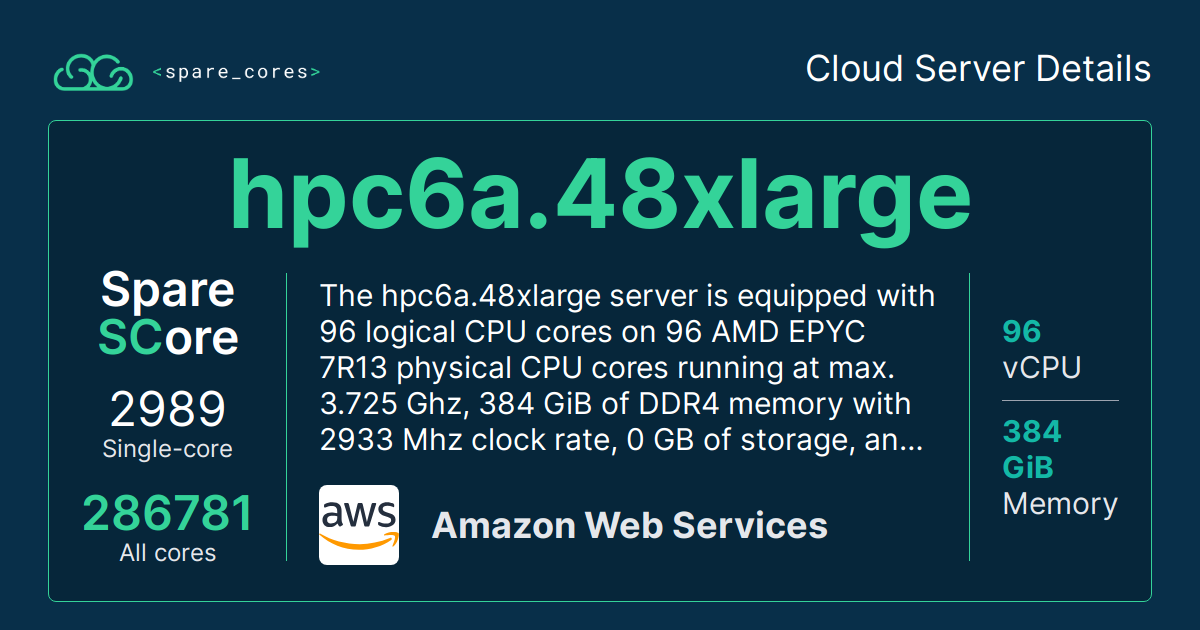 <spare_cores>
Cloud Server Details
hpc6a.48xlarge
Spare
SCore
2989
Single-core
286781
All cores
The hpc6a.48xlarge server is equipped with
96 logical CPU cores on 96 AMD EPYC
7R13 physical CPU cores running at max.
3.725 Ghz, 384 GiB of DDR4 memory with
2933 Mhz clock rate, 0 GB of storage, an...
aws
Amazon Web Services
96
vCPU
384
GiB
Memory